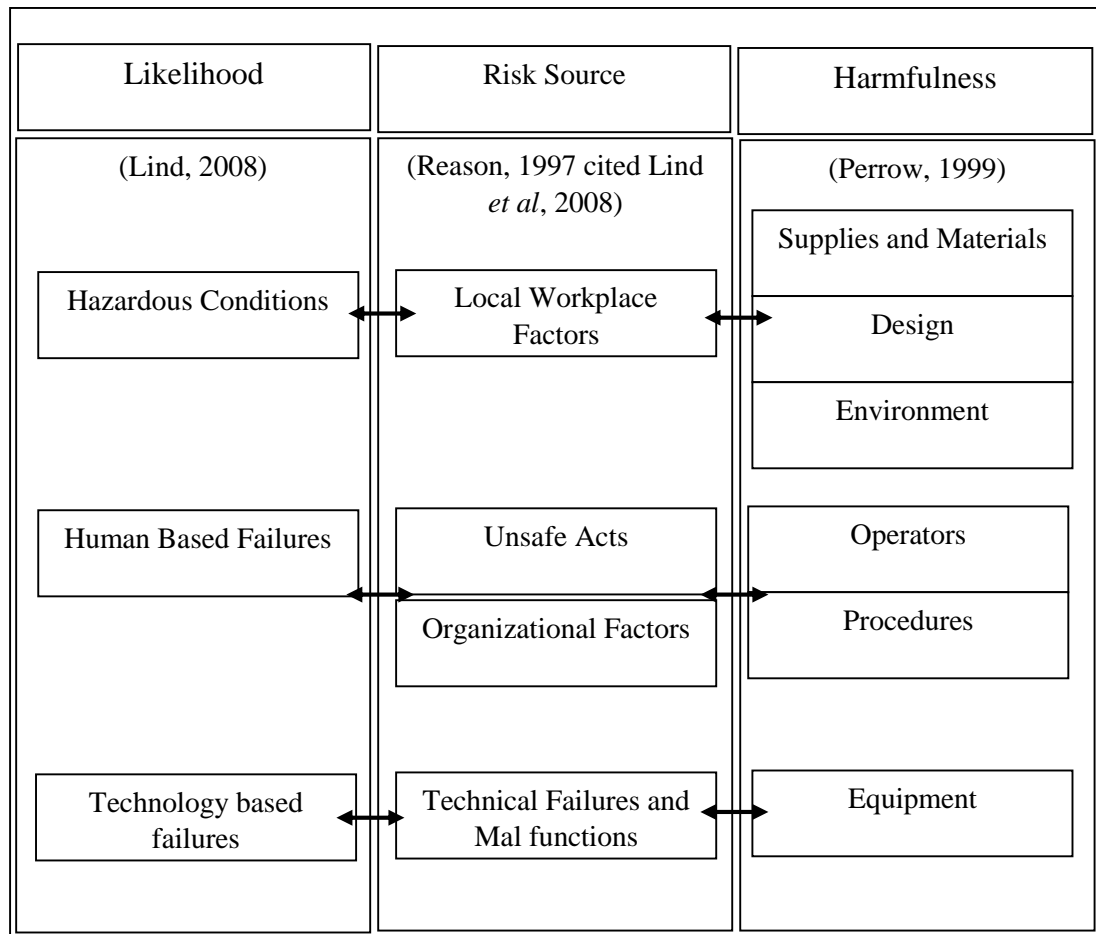 Likelihood
Risk Source
Harmfulness
(Lind, 2008)
(Reason, 1997 cited Lind
et al, 2008)
(Perrow, 1999)
Supplies and Materials
Hazardous Conditions
Local Workplace
Factors
Design
Environment
Human Based Failures
Unsafe Acts
Operators
Organizational Factors
Procedures
Technology based
failures
Technical Failures and
Mal functions
Equipment